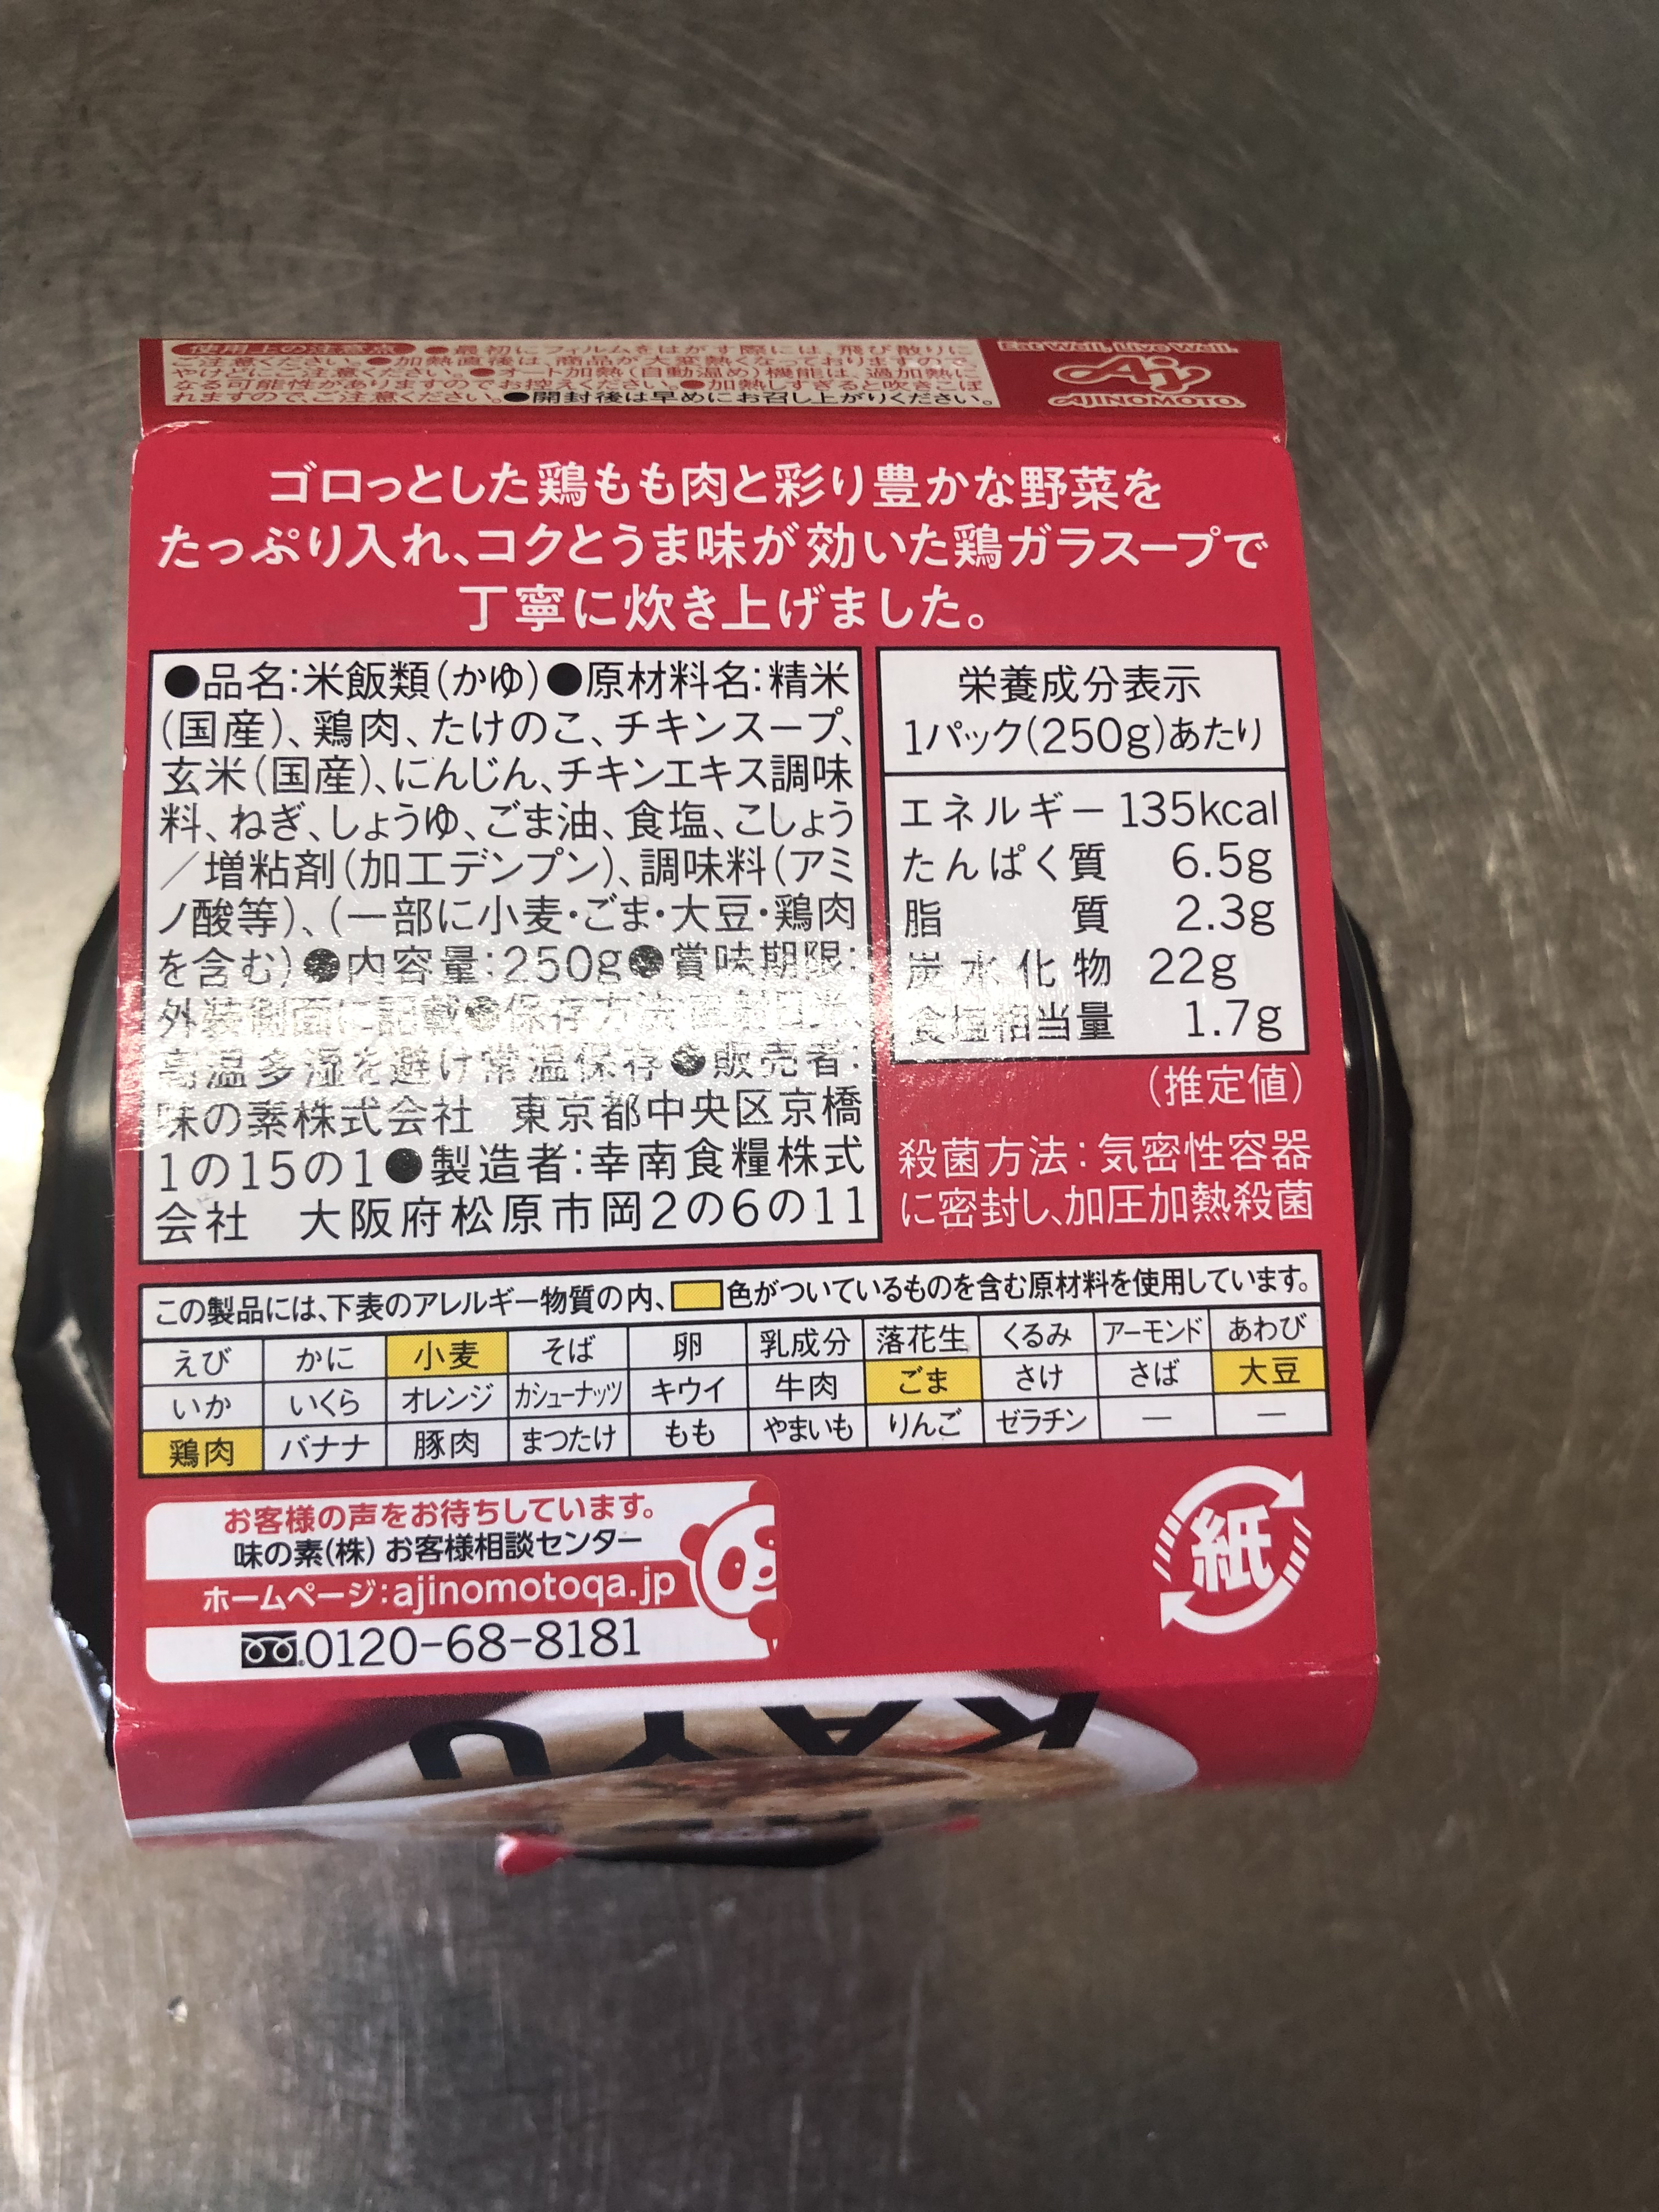 使用上の注意点 ●最初にフィルムをはがす際には、飛び散りに
ご注意ください。●加熱直後は、商品が大変熱くなっておりますので
やけどにご注意ください。●オート加熱(自動温め)機能は、過加熱に
なる可能性がありますのでお控えください。●加熱しすぎると吹きこぼ
れますので、ご注意ください。●開封後は早めにお召し上がりください。
Eat Well, Live Well.
Aj
AJINOMOTO
ゴロっとした鶏もも肉と彩り豊かな野菜を
たっぷり入れ、コクとうま味が効いた鶏ガラスープで
丁寧に炊き上げました。
●品名:米飯類(かゆ)●原材料名:精米
(国産)、鶏肉、たけのこ、チキンスープ、
玄米(国産)、にんじん、チキンエキス調味
料、ねぎ、しょうゆ、ごま油、食塩、こしょう
/増粘剤(加工デンプン)、調味料(アミ
ノ酸等)、(一部に小麦・ごま・大豆・鶏肉
を含む)●内容量:250g●賞味期限:
外装側面に記載●保存方法:直射日光、
高温多湿を避け常温保存●販売者:
味の素株式会社 東京都中央区京橋
1の15の1●製造者:幸南食糧株式
会社 大阪府松原市岡2の6の11
栄養成分表示
1パック(250g)あたり
エネルギー 135kcal
たんぱく質 6.5g
脂質 2.3g
炭水化物 22g
食塩相当量 1.7g
(推定値)
殺菌方法:気密性容器
に密封し、加圧加熱殺菌
この製品には、下表のアレルギー物質の内、色がついているものを含む原材料を使用しています。
えび かに 小麦 そば 卵 乳成分 落花生 くるみ アーモンド あわび
いか いくら オレンジ カシューナッツ キウイ 牛肉 ごま さけ さば 大豆
鶏肉 バナナ 豚肉 まつたけ もも やまいも りんご ゼラチン — —
お客様の声をお待ちしています。
味の素(株)お客様相談センター
ホームページ:ajinomotoqa.jp
0120-68-8181
紙
KAYU